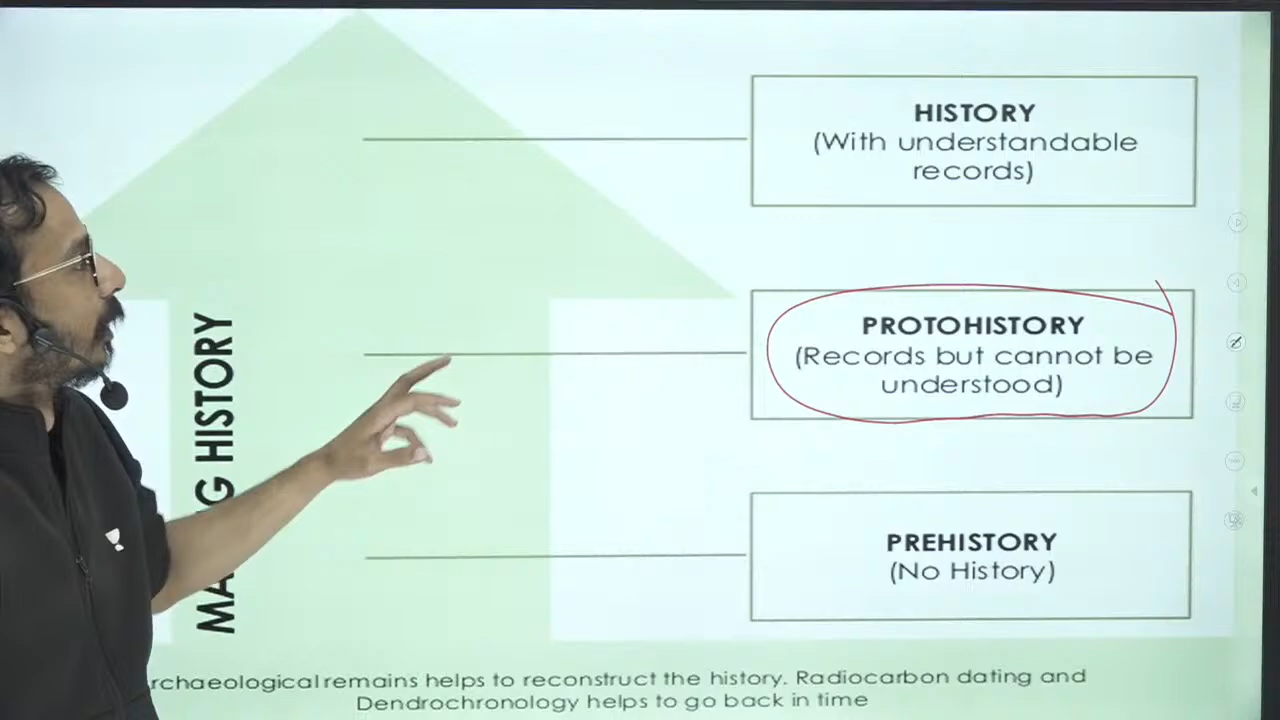 HISTORY
(With understandable
records)
PROTOHISTORY
(Records but cannot be
understood)
HISTORY
PREHISTORY
(No History)
remains helps to reconstruct the history. Radiocarbon dating and
Dendrochronology helps to go back in time